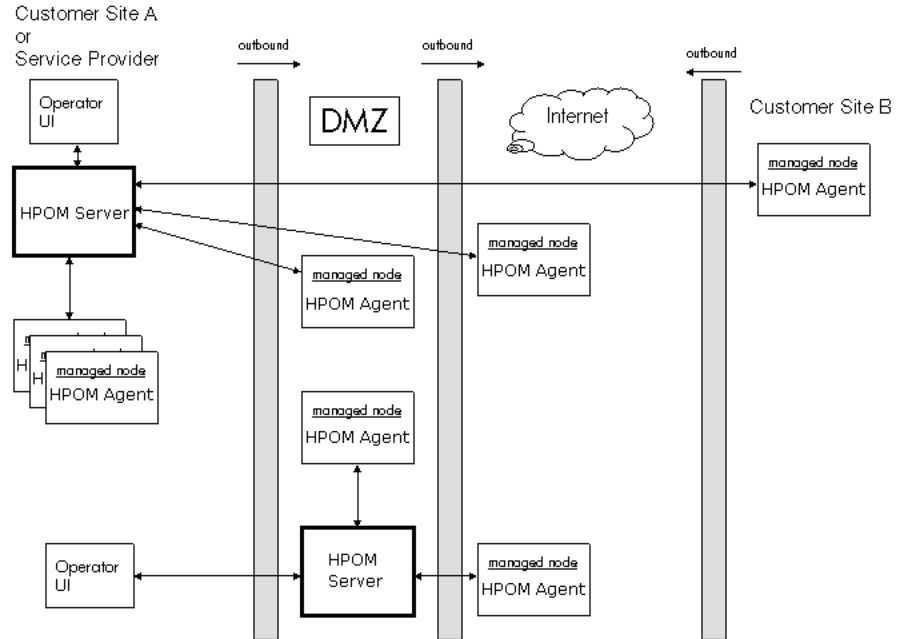 Customer Site A
or
Service Provider
outbound
outbound
outbound
Operator
UI
DMZ
Internet
Customer Site B
managed node
HPOM Agent
HPOM Server
managed node
HPOM Agent
managed node
HPOM Agent
m
H
m
H
managed node
HPOM Agent
managed node
HPOM Agent
Operator
UI
HPOM
Server
managed node
HPOM Agent